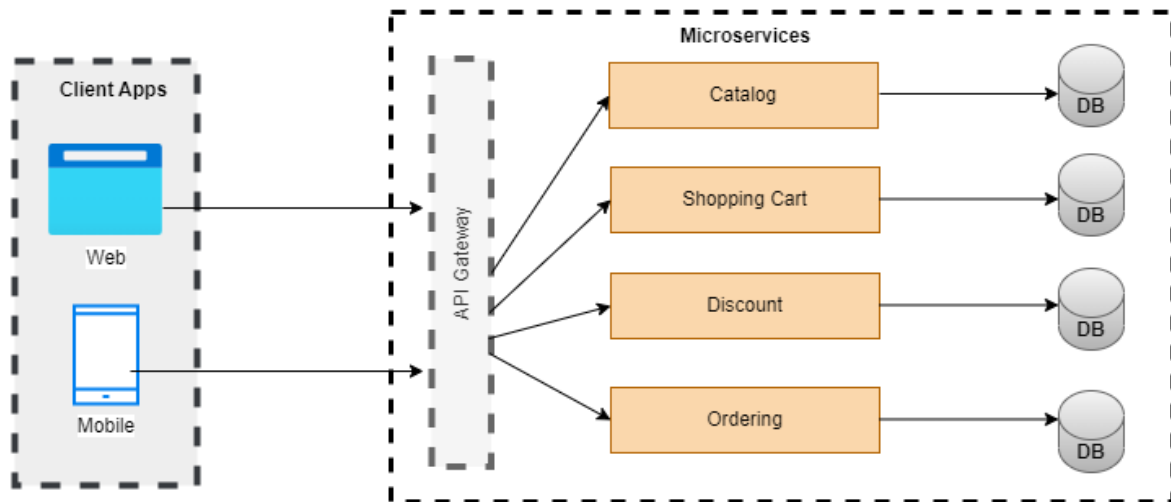 Client Apps
Web
Mobile
Microservices
API Gateway
Catalog
DB
Shopping Cart
DB
Discount
DB
Ordering
DB